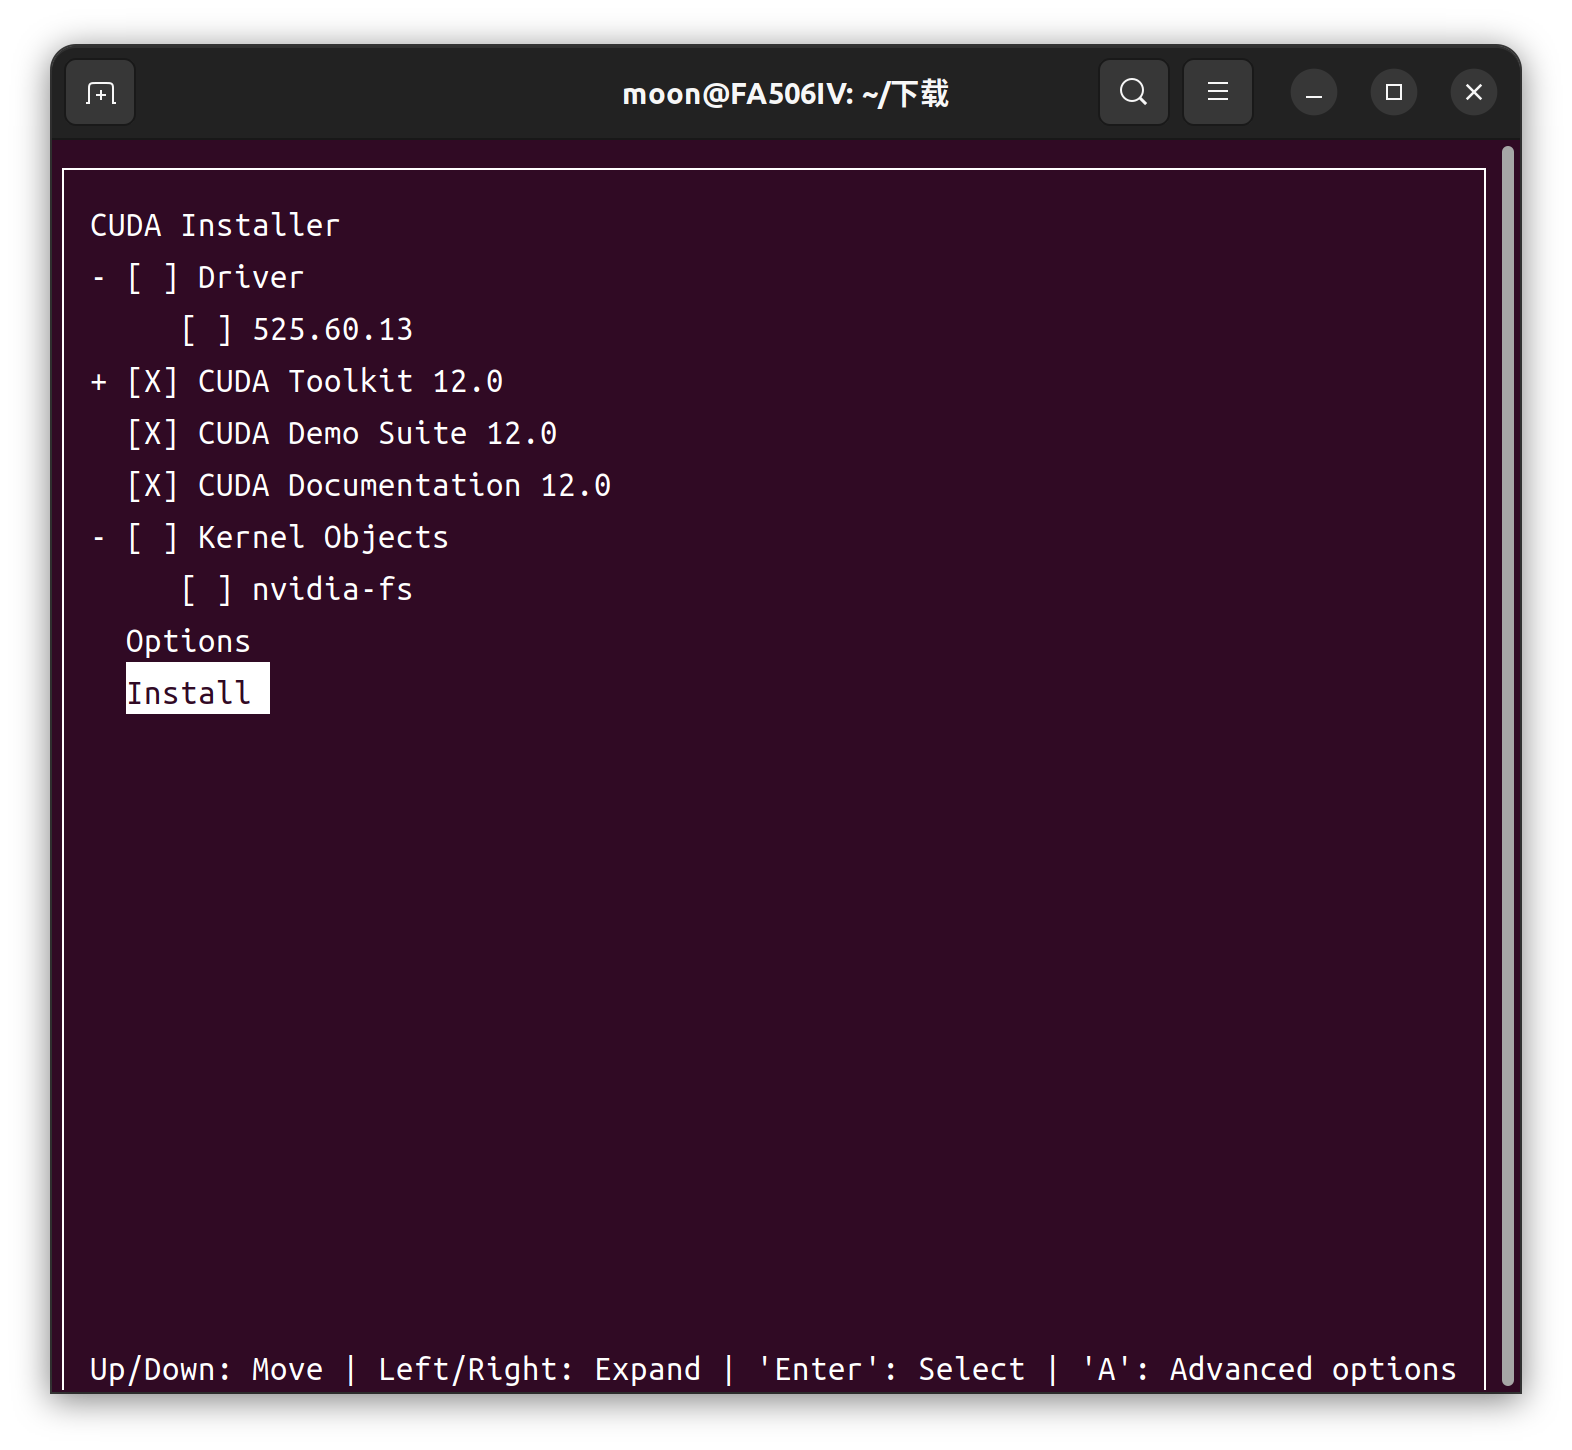 moon@FA506IV: ~/下载
CUDA Installer
- [ ] Driver
[ ] 525.60.13
+ [X] CUDA Toolkit 12.0
[X] CUDA Demo Suite 12.0
[X] CUDA Documentation 12.0
- [ ] Kernel Objects
[ ] nvidia-fs
Options
Install
Up/Down: Move | Left/Right: Expand | 'Enter': Select | 'A': Advanced options